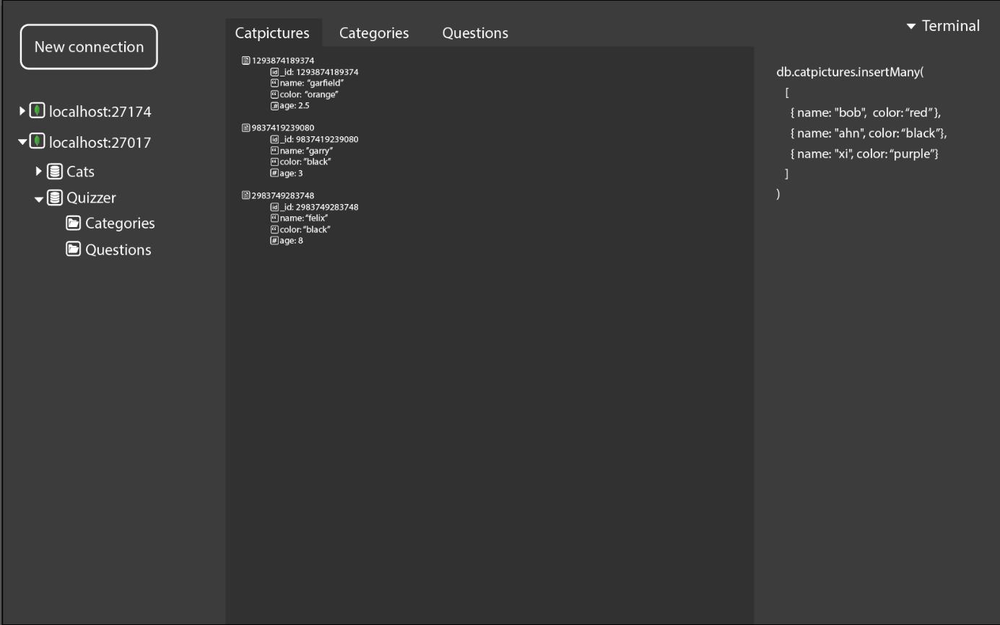 New connection
localhost:27174
localhost:27017
Cats
Quizzer
Categories
Questions
Catpictures
Categories
Questions
1293874189374
id _id: 1293874189374
“ name: “garfield”
“ color: “orange”
# age: 2.5
9837419239080
id _id: 9837419239080
“ name: ”garry”
“ color: ”black”
# age: 3
2983749283748
id _id: 2983749283748
“ name: “felix”
“ color: “black”
# age: 8
Terminal
db.catpictures.insertMany(
[
{ name: "bob", color: “red” },
{ name: "ahn", color: “black”},
{ name: "xi", color: “purple”}
]
)